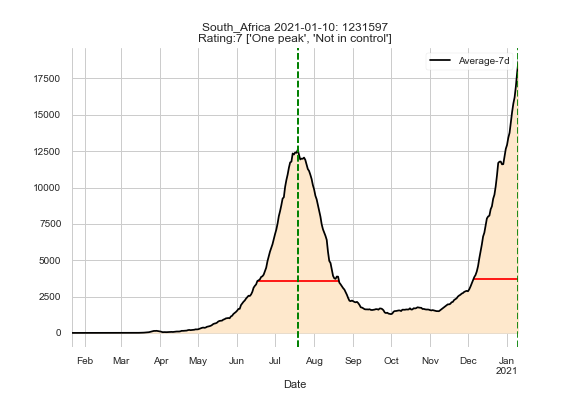 South_Africa 2021-01-10: 1231597
Rating:7 ['One peak', 'Not in control']
Average-7d
17500
15000
12500
10000
7500
5000
2500
0
Feb Mar Apr May Jun Jul Aug Sep Oct Nov Dec Jan
2021
Date